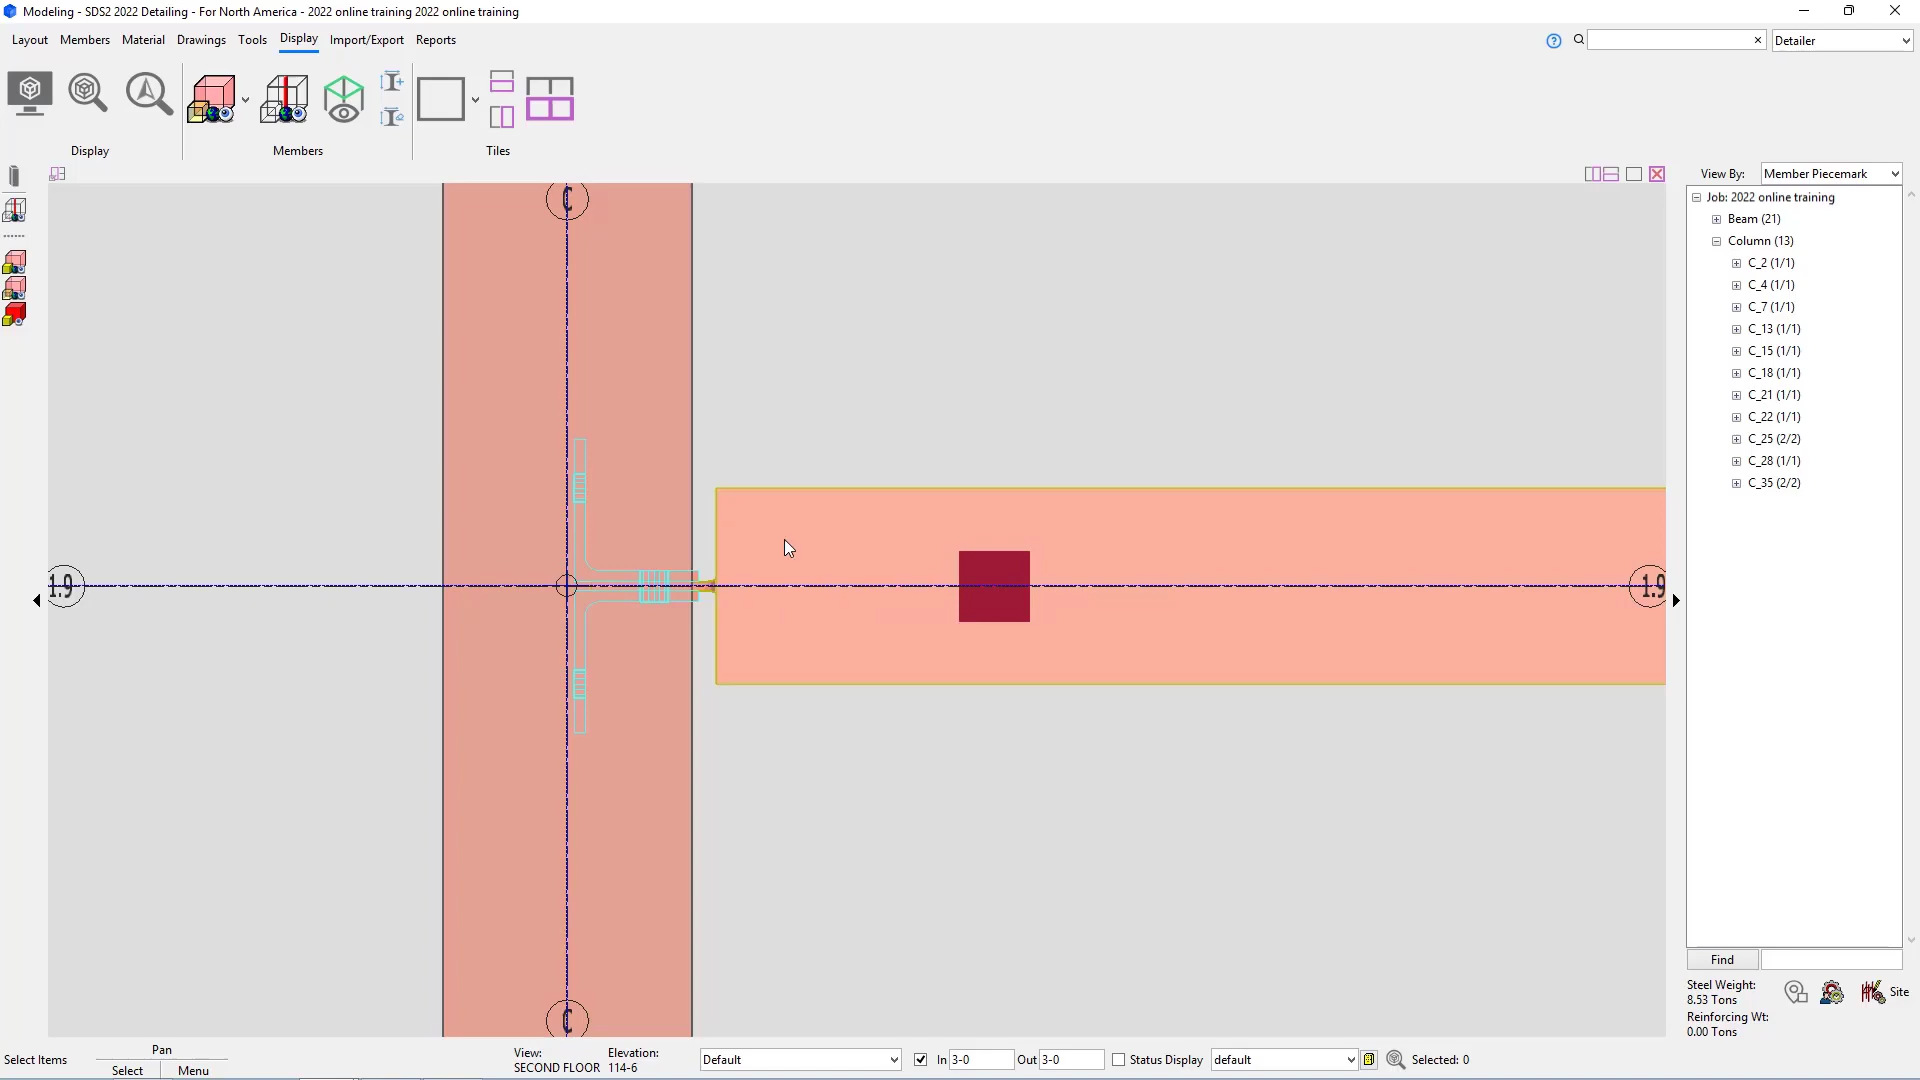 Modeling - SDS2 2022 Detailing - For North America - 2022 online training 2022 online training
Layout Members Material Drawings Tools Display Import/Export Reports
Detailer
Display Members Tiles
View By: Member Piecemark
Job: 2022 online training
Beam (21)
Column (13)
C_2 (1/1)
C_4 (1/1)
C_7 (1/1)
C_13 (1/1)
C_15 (1/1)
C_18 (1/1)
C_21 (1/1)
C_22 (1/1)
C_25 (2/2)
C_28 (1/1)
C_35 (2/2)
C
1.9 1.9
C
Find
Steel Weight:
8.53 Tons
Site
Reinforcing Wt:
0.00 Tons
Select Items
Pan
Select Menu
View: Elevation:
SECOND FLOOR 114-6
Default In 3-0 Out 3-0 Status Display default Selected: 0